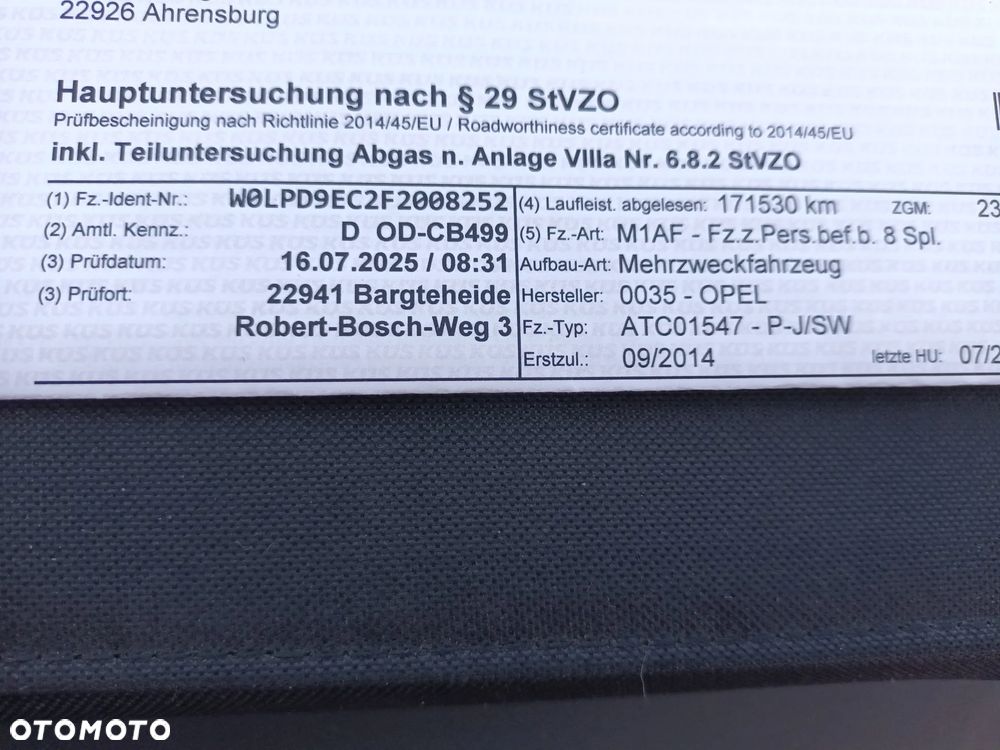 22926 Ahrensburg
Hauptuntersuchung nach § 29 StVZO
Prüfbescheinigung nach Richtlinie 2014/45/EU / Roadworthiness certificate according to 2014/45/EU
inkl. Teiluntersuchung Abgas n. Anlage VIIIa Nr. 6.8.2 StVZO
(1) Fz.-Ident-Nr.: W0LPD9EC2F2008252 (4) Laufleist. abgelesen: 171530 km ZGM: 23
(2) Amtl. Kennz.: D OD-CB499 (5) Fz.-Art: M1AF - Fz.z.Pers.bef.b. 8 Spl.
(3) Prüfdatum: 16.07.2025 / 08:31 Aufbau-Art: Mehrzweckfahrzeug
(3) Prüfort: 22941 Bargteheide Hersteller: 0035 - OPEL
Robert-Bosch-Weg 3 Fz.-Typ: ATC01547 - P-J/SW
Erstzul.: 09/2014 letzte HU: 07/2
OTOMOTO